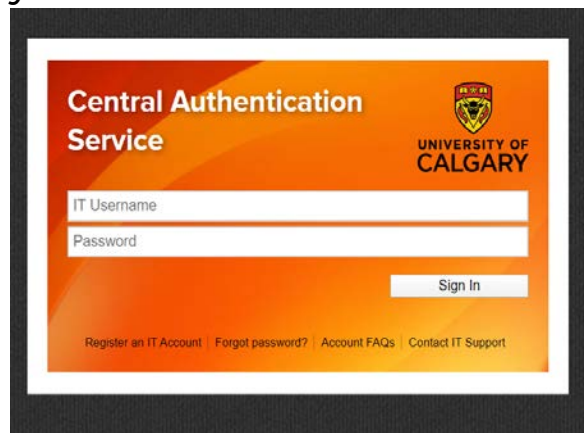 Central Authentication
Service
UNIVERSITY OF
CALGARY
IT Username
Password
Sign In
Register an IT Account | Forgot password? | Account FAQs | Contact IT Support